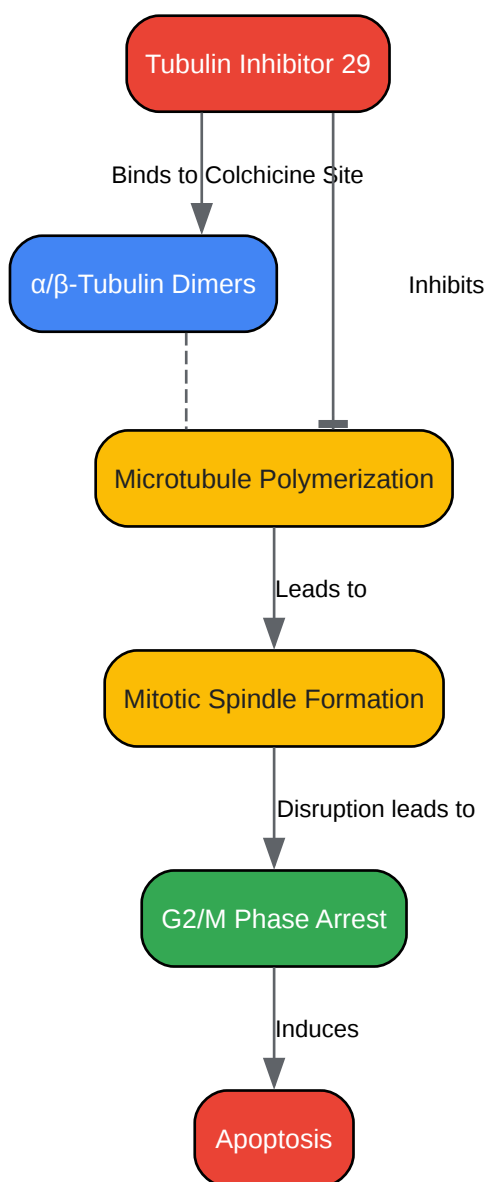 Tubulin Inhibitor 29
Binds to Colchicine Site
α/β-Tubulin Dimers
Inhibits
Microtubule Polymerization
Leads to
Mitotic Spindle Formation
Disruption leads to
G2/M Phase Arrest
Induces
Apoptosis